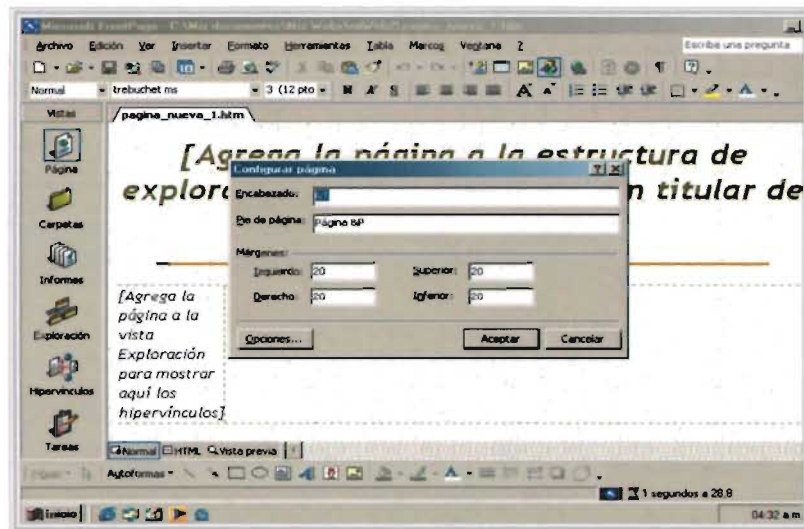 Microsoft FrontPage
Archivo Edición Ver Insertar Formato Herramientas Tabla Marcos Ventana ?
Escriba una pregunta
Normal trebuchet ms 3 (12 pto N K S A A A
Vistas
pagina_nueva_1.htm
Página
Carpetas
Informes
Exploración
Hipervínculos
Tareas
[Agrega la página a la estructura de
explor n titular de
Configurar página
Encabezado:
Pie de página: Página &P
Márgenes:
Izquierdo: 20 Superior: 20
Derecho: 20 Inferior: 20
Opciones... Aceptar Cancelar
[Agrega la
página a la
vista
Exploración
para mostrar
aquí los
hipervínculos]
Normal HTML Vista previa
Autoformas
1 segundos a 28.8
Inicio 04:32 a.m